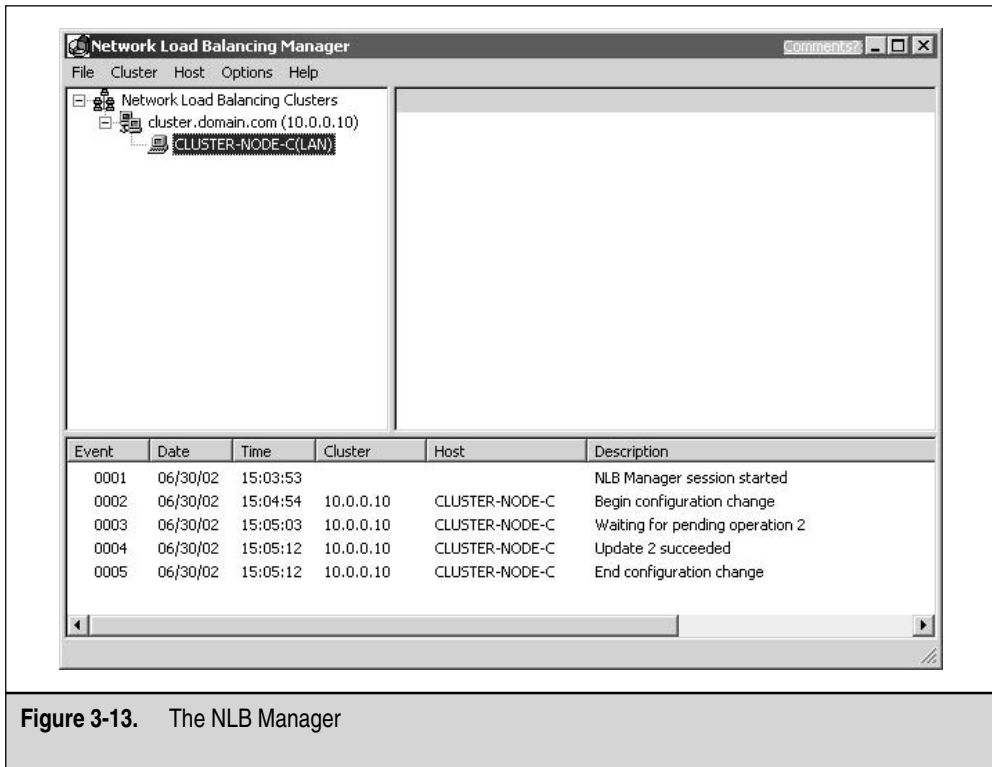 Network Load Balancing Manager
Comments?
File Cluster Host Options Help
Network Load Balancing Clusters
cluster.domain.com (10.0.0.10)
CLUSTER-NODE-C(LAN)
Event Date Time Cluster Host Description
0001 06/30/02 15:03:53 NLB Manager session started
0002 06/30/02 15:04:54 10.0.0.10 CLUSTER-NODE-C Begin configuration change
0003 06/30/02 15:05:03 10.0.0.10 CLUSTER-NODE-C Waiting for pending operation 2
0004 06/30/02 15:05:12 10.0.0.10 CLUSTER-NODE-C Update 2 succeeded
0005 06/30/02 15:05:12 10.0.0.10 CLUSTER-NODE-C End configuration change
Figure 3-13. The NLB Manager